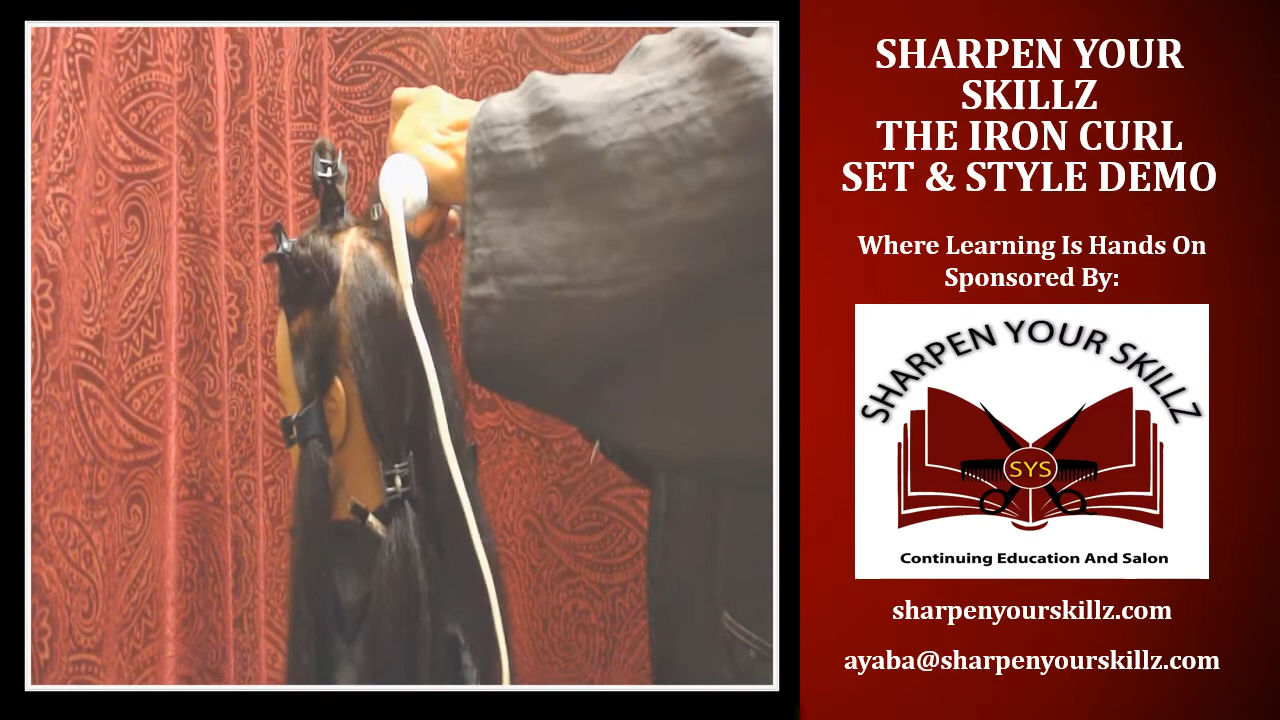 SHARPEN YOUR
SKILLZ
THE IRON CURL
SET & STYLE DEMO
Where Learning Is Hands On
Sponsored By:
SHARPEN YOUR SKILLZ
SYS
Continuing Education And Salon
sharpenyourskillz.com
ayaba@sharpenyourskillz.com